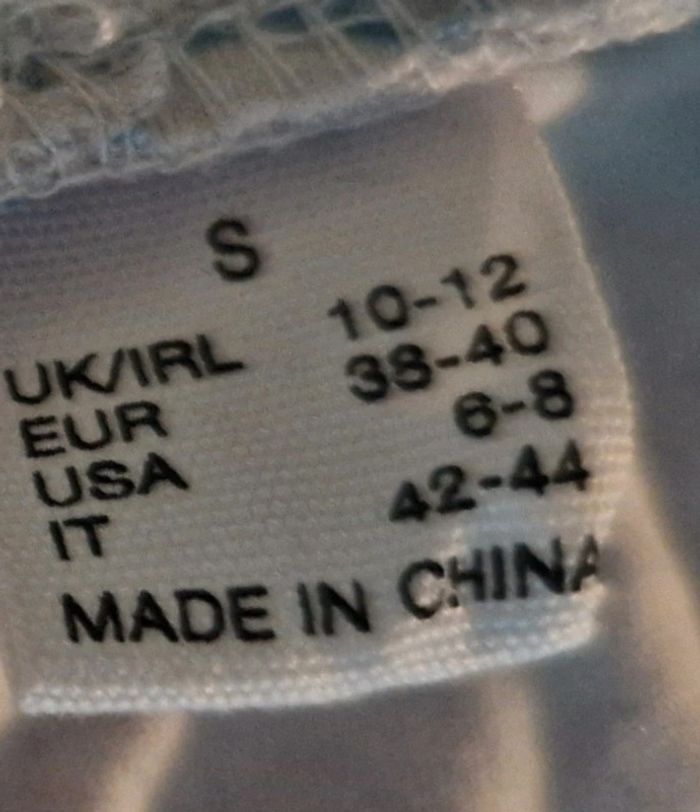 S
UK/IRL 10-12
EUR 38-40
USA 6-8
IT 42-44
MADE IN CHINA